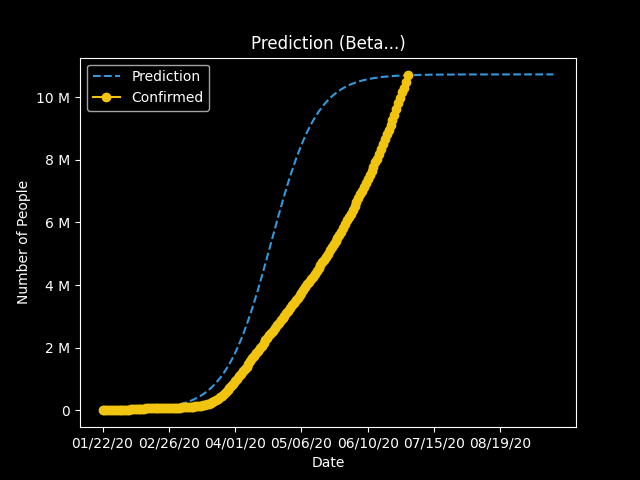 Prediction (Beta...)
Prediction
Confirmed
10 M
8 M
6 M
4 M
2 M
0
Number of People
01/22/20 02/26/20 04/01/20 05/06/20 06/10/20 07/15/20 08/19/20
Date